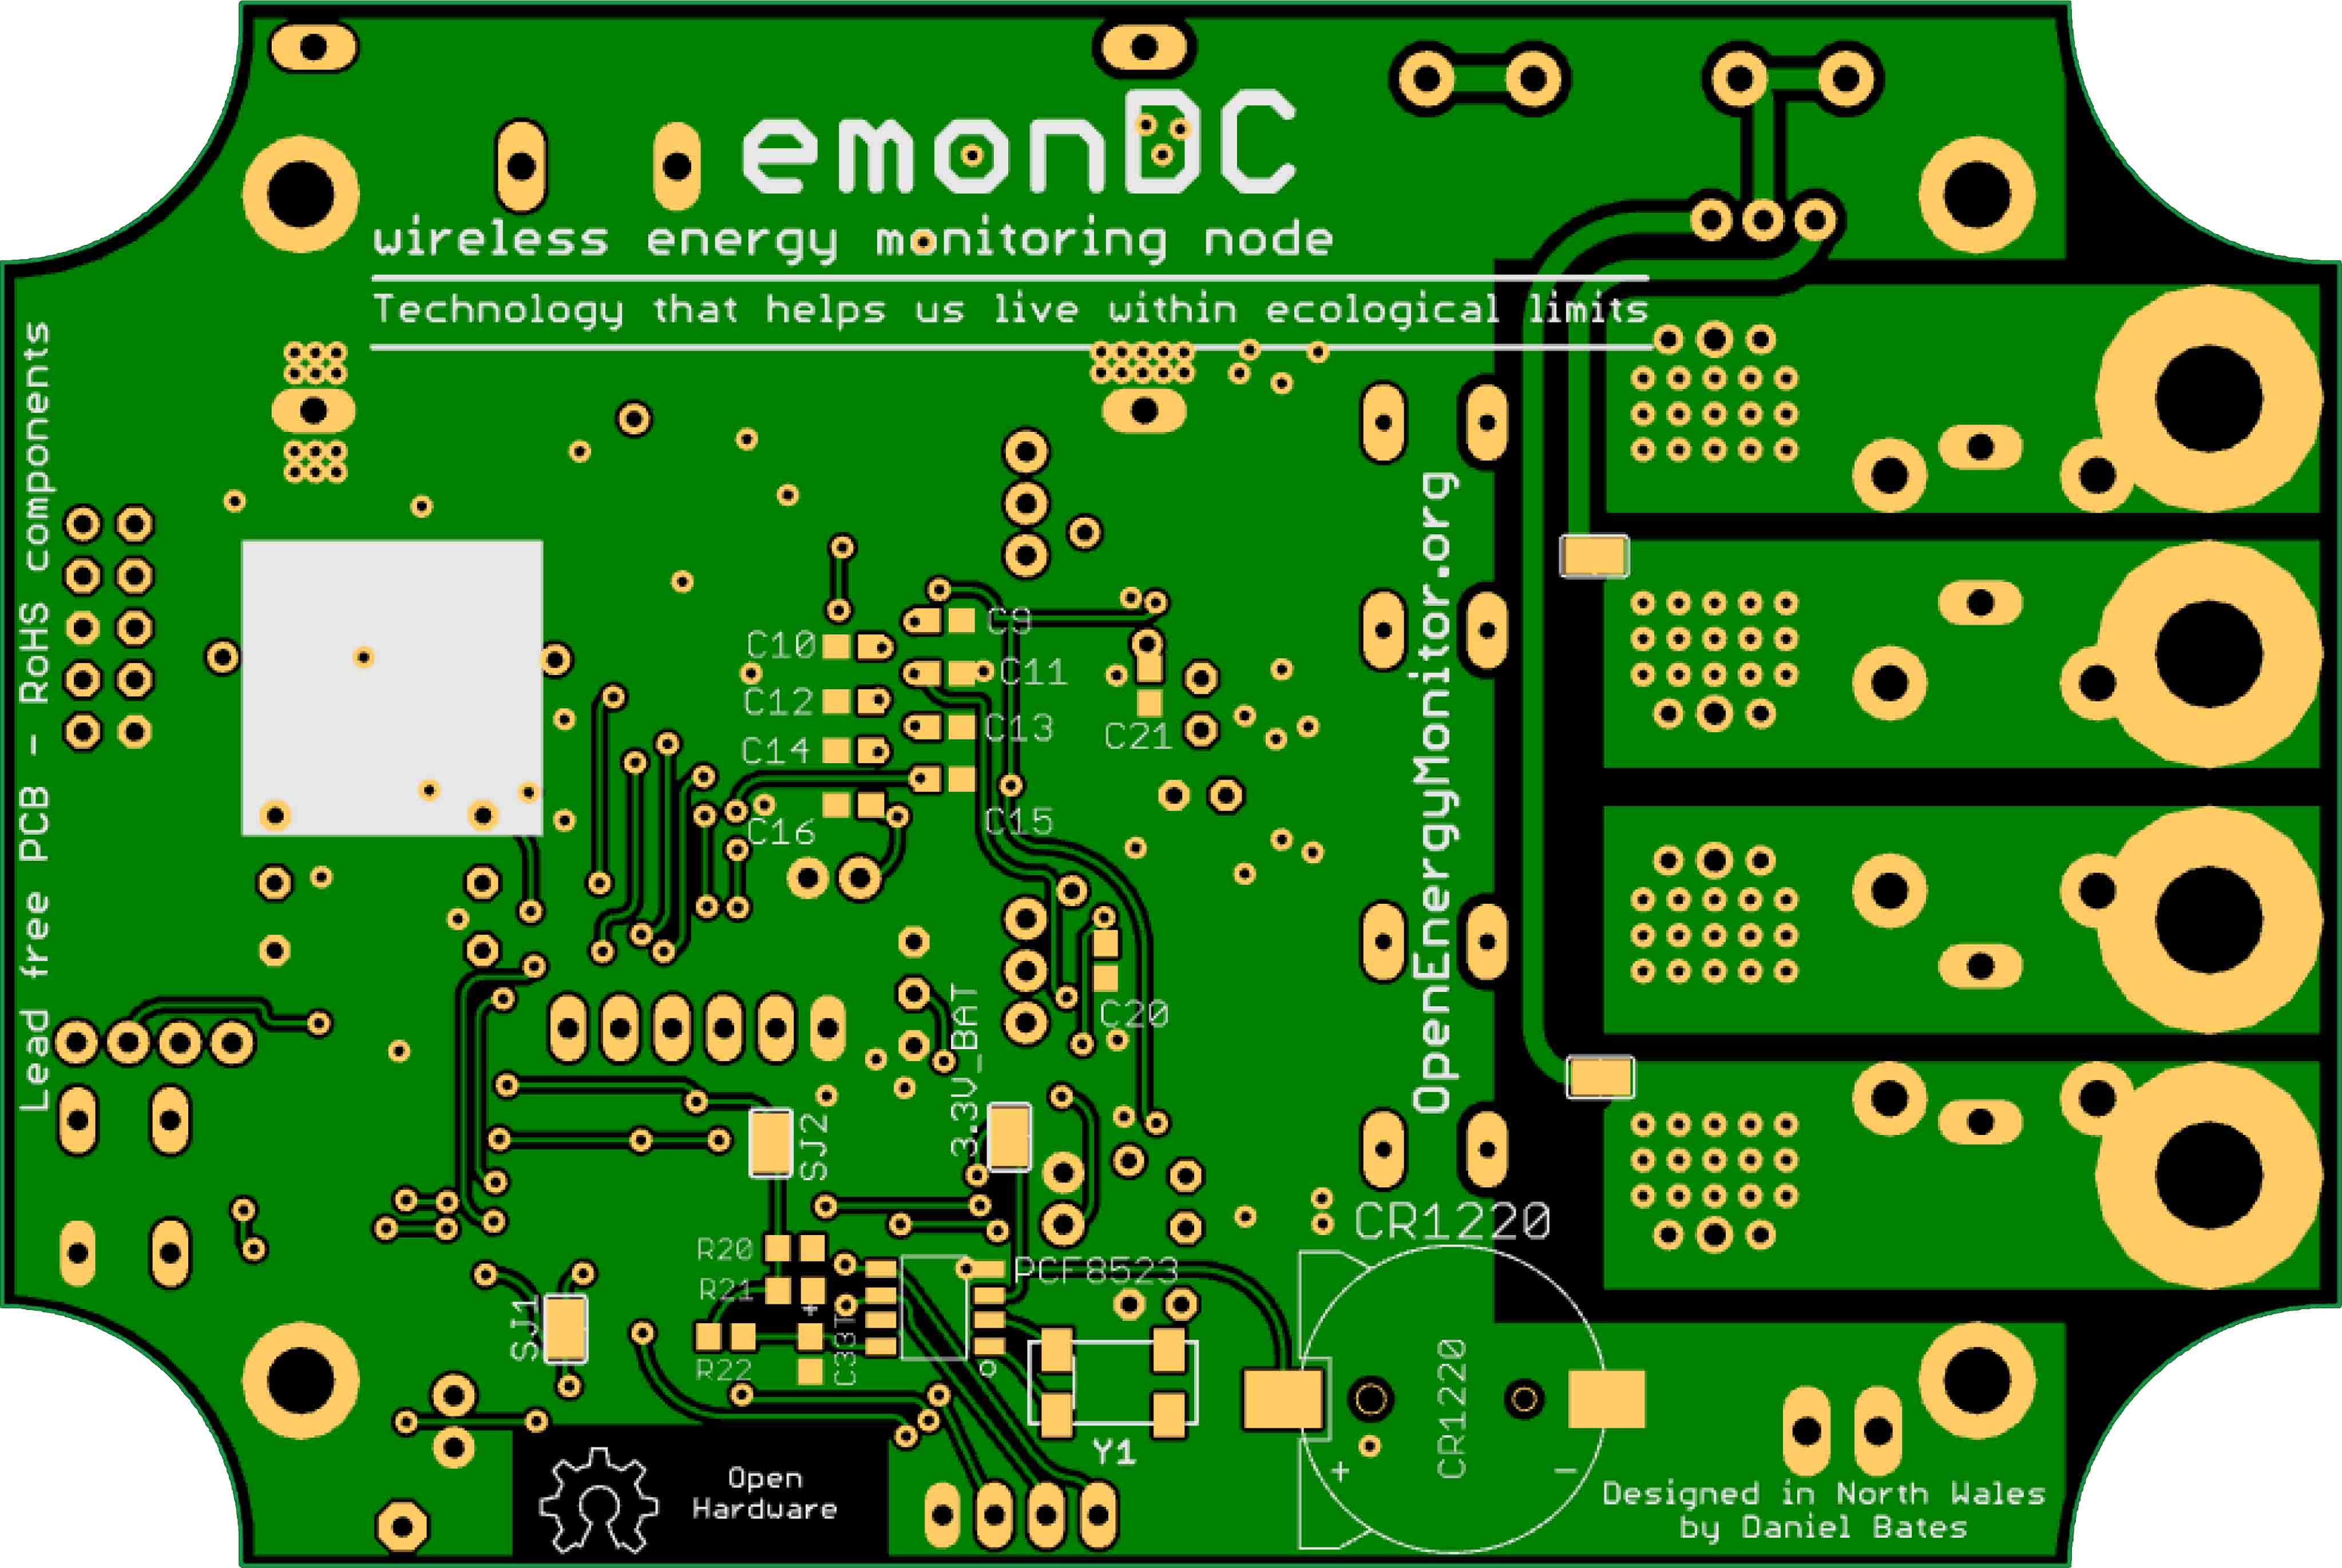 emonDC
wireless energy monitoring node
Technology that helps us live within ecological limits
Lead free PCB - RoHS components
OpenEnergyMonitor.org
C9
C10
C11
C12
C13
C14
C15
C16
C21
C20
3.3V_BAT
SJ2
SJ1
R20
R21
R22
PCF8523
CR1220
CR1220
+
-
Y1
Open
Hardware
Designed in North Wales
by Daniel Bates